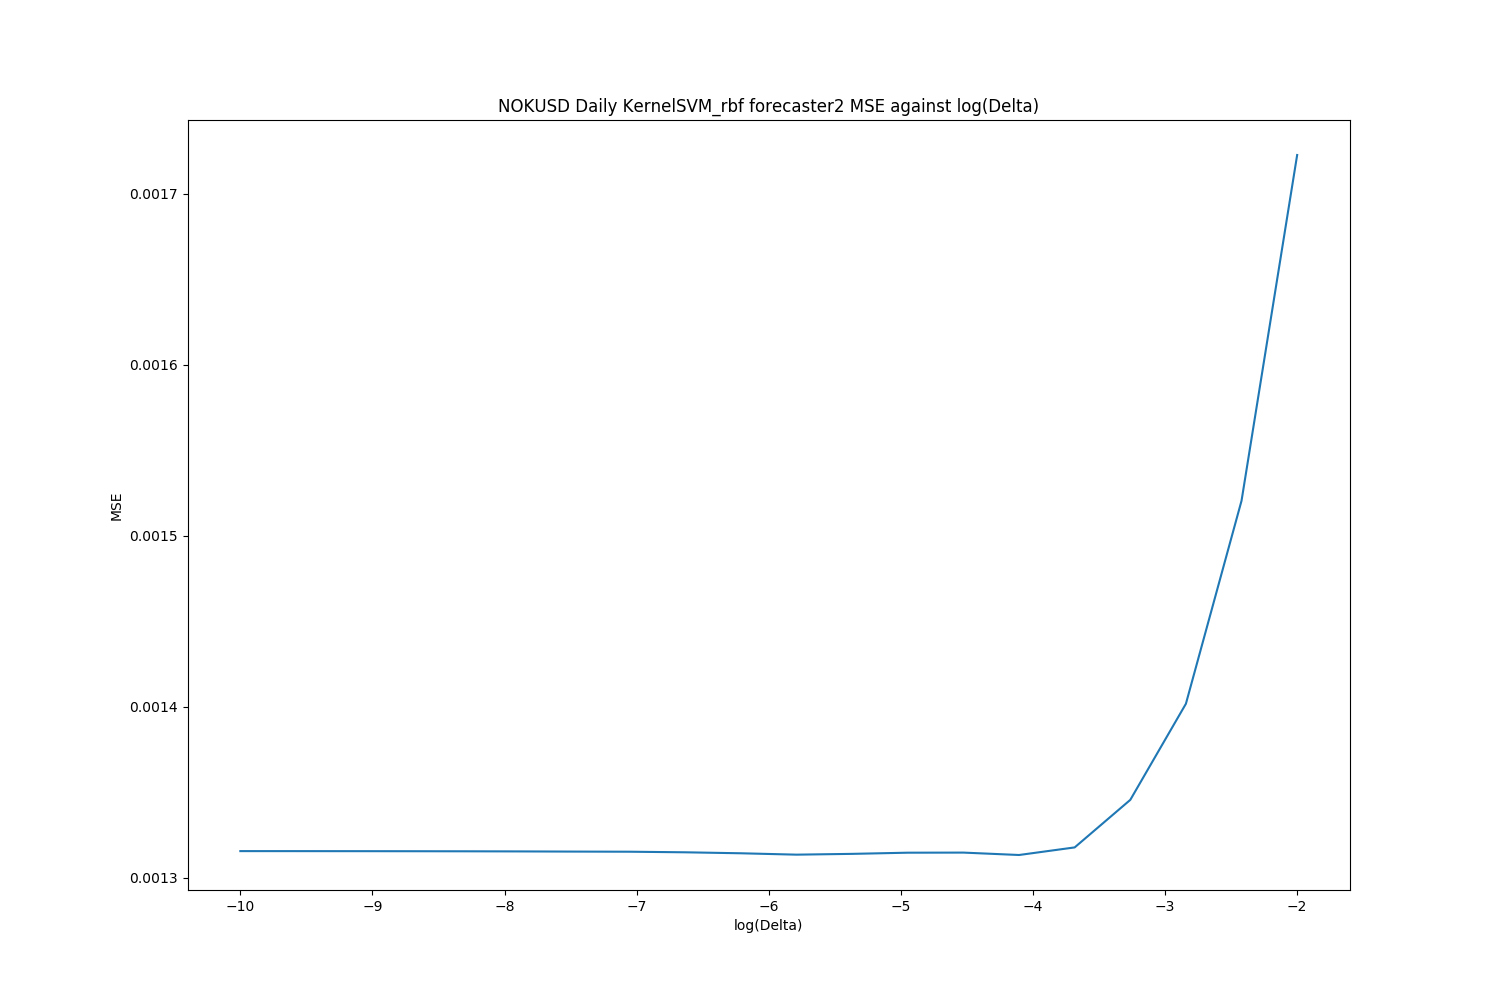 NOKUSD Daily KernelSVM_rbf forecaster2 MSE against log(Delta)
0.0017
0.0016
0.0015
0.0014
0.0013
MSE
−10 −9 −8 −7 −6 −5 −4 −3 −2
log(Delta)